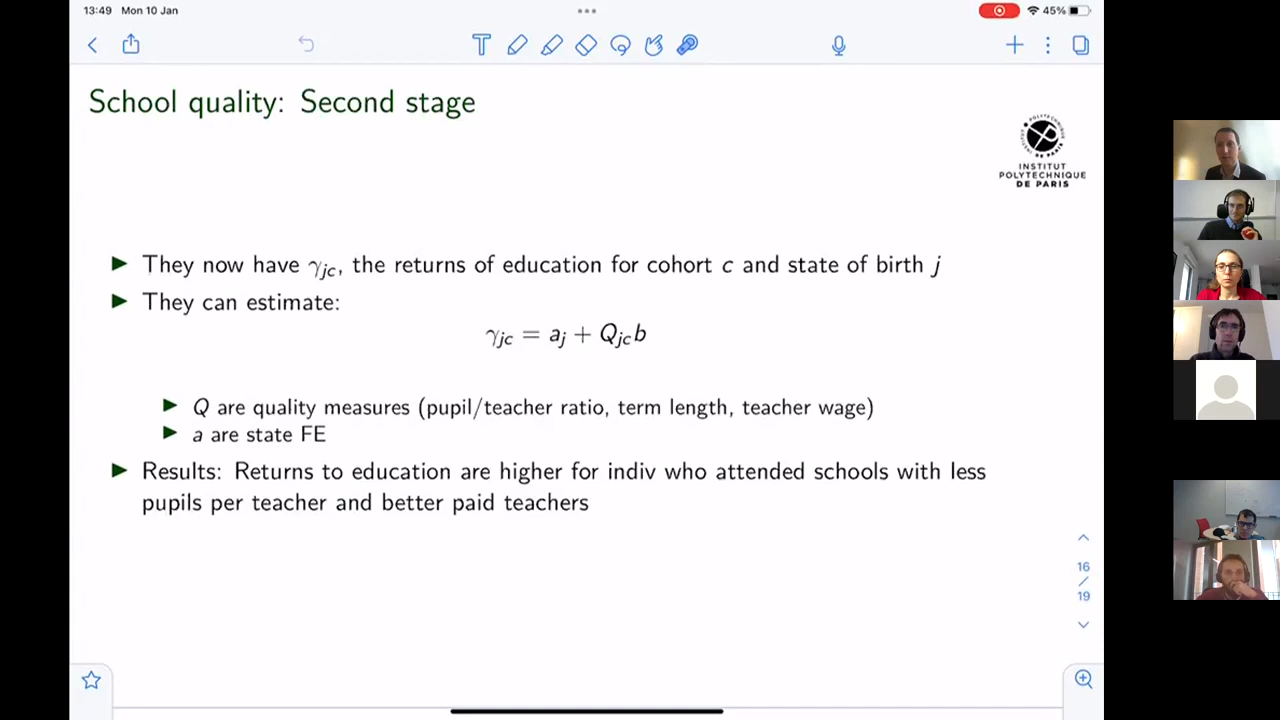 13:49 Mon 10 Jan
45%
School quality: Second stage
INSTITUT
POLYTECHNIQUE
DE PARIS
▶ They now have γjc, the returns of education for cohort c and state of birth j
▶ They can estimate:
γjc = aj + Qjcb
▶ Q are quality measures (pupil/teacher ratio, term length, teacher wage)
▶ a are state FE
▶ Results: Returns to education are higher for indiv who attended schools with less
pupils per teacher and better paid teachers
16
/
19